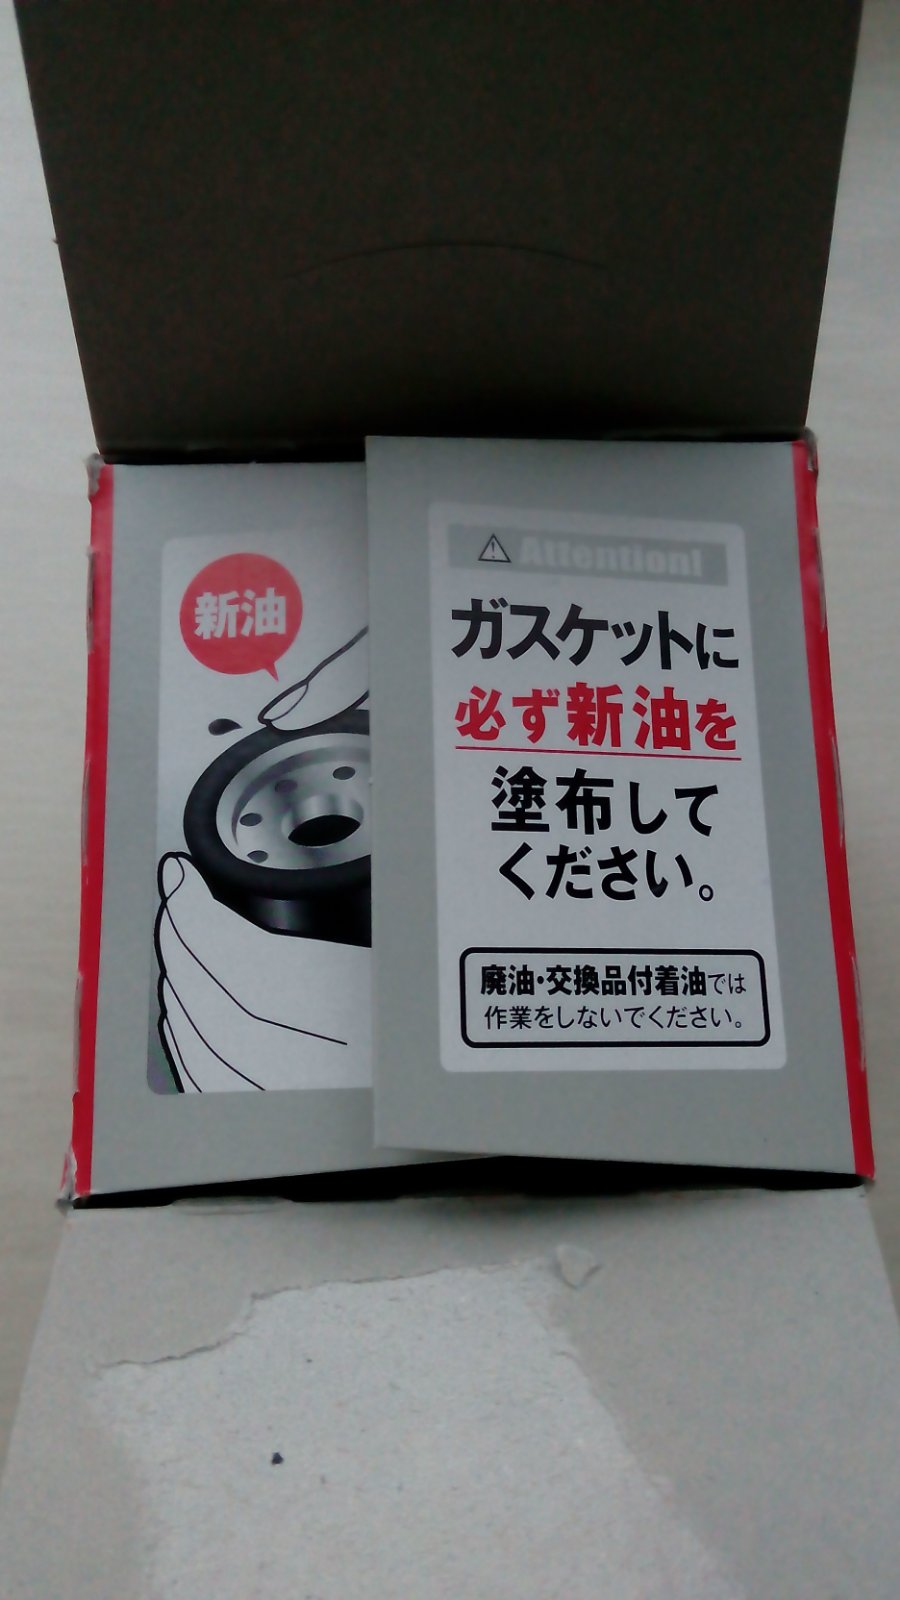 新油
Attention!
ガスケットに
必ず新油を
塗布して
ください。
廃油・交換品付着油では
作業をしないでください。